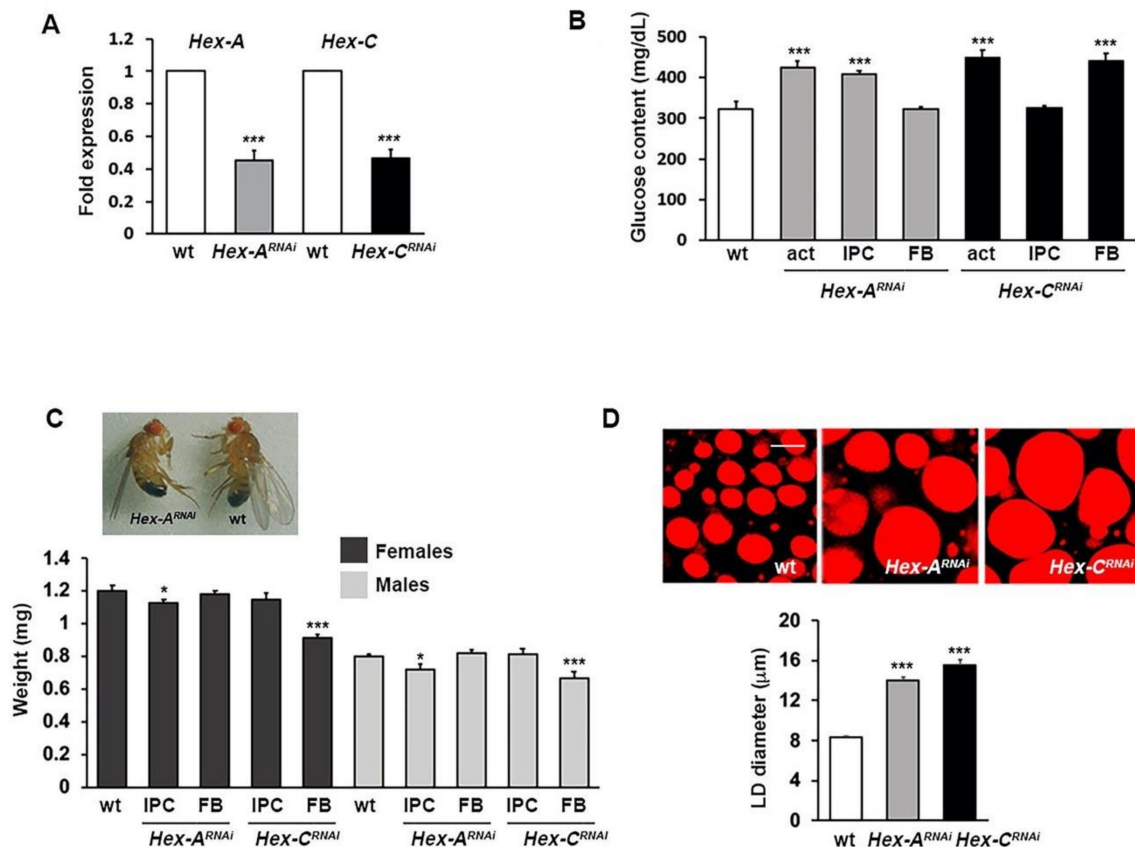 A
Hex-A Hex-C
Fold expression
1.2
1
0.8
0.6
0.4
0.2
0
*** ***
wt Hex-A^RNAi wt Hex-C^RNAi
B
Glucose content (mg/dL)
500
400
300
200
100
0
*** *** *** ***
wt act IPC FB act IPC FB
Hex-A^RNAi Hex-C^RNAi
C
Hex-A^RNAi wt
Females
Males
Weight (mg)
1.4
1.2
1
0.8
0.6
0.4
0.2
0
* *** * ***
wt IPC FB IPC FB wt IPC FB IPC FB
Hex-A^RNAi Hex-C^RNAi Hex-A^RNAi Hex-C^RNAi
D
wt Hex-A^RNAi Hex-C^RNAi
LD diameter (μm)
20
16
12
8
4
0
*** ***
wt Hex-A^RNAi Hex-C^RNAi